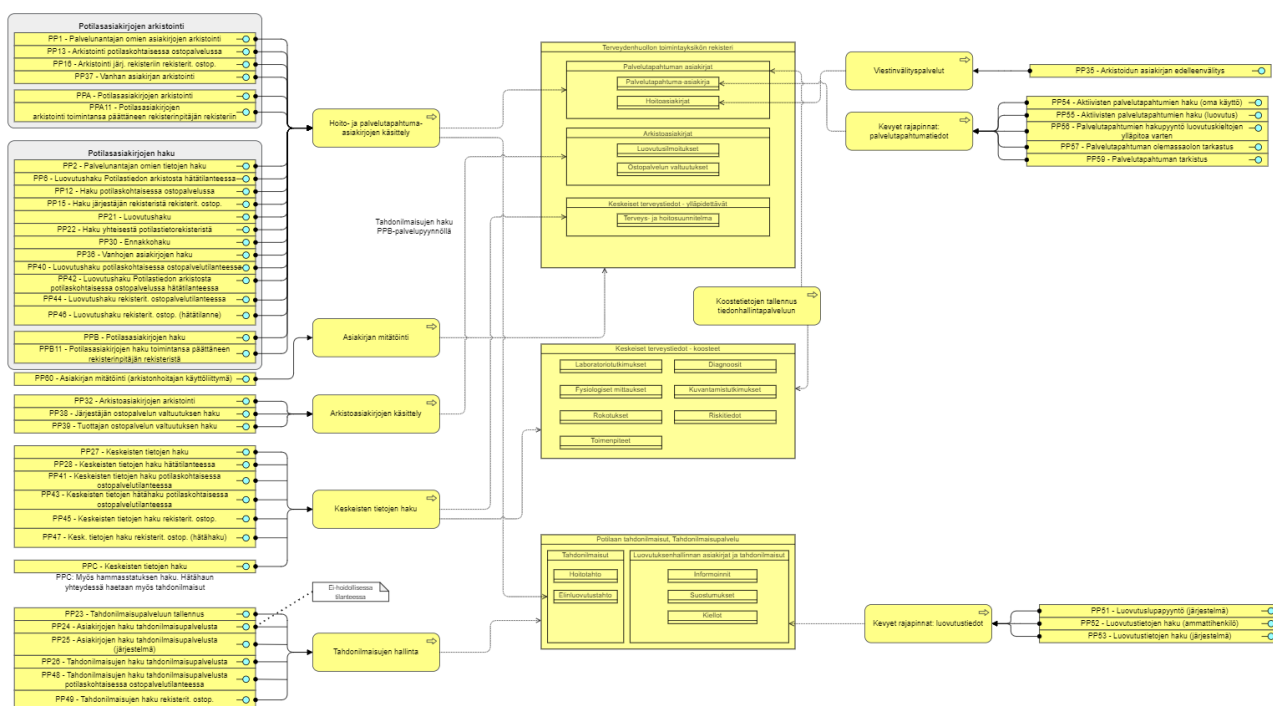 Potilasasiakirjojen arkistointi
PP1 - Palvelunantajan omien asiakirjojen arkistointi
PP13 - Arkistointi potilaskohtaisessa ostopalvelussa
PP16 - Arkistointi järj. rekisteriin rekisterit. ostop.
PP37 - Vanhan asiakirjan arkistointi
PPA - Potilasasiakirjojen arkistointi
PPA11 - Potilasasiakirjojen
arkistointi toimintansa päättäneen rekisterinpitäjän rekisteriin
Potilasasiakirjojen haku
PP2 - Palvelunantajan omien tietojen haku
PP6 - Luovutushaku Potilastiedon arkistosta hätätilanteessa
PP12 - Haku potilaskohtaisessa ostopalvelussa
PP15 - Haku järjestäjän rekisteristä rekisterit. ostop.
PP21 - Luovutushaku
PP22 - Haku yhteisestä potilastietorekisteristä
PP30 - Ennakkohaku
PP36 - Vanhojen asiakirjojen haku
PP40 - Luovutushaku potilaskohtaisessa ostopalvelutilanteessa
PP42 - Luovutushaku Potilastiedon arkistosta
potilaskohtaisessa ostopalvelussa hätätilanteessa
PP44 - Luovutushaku rekisterit. ostopalvelutilanteessa
PP46 - Luovutushaku rekisterit. ostop. (hätätilanne)
PPB - Potilasasiakirjojen haku
PPB11 - Potilasasiakirjojen haku toimintansa päättäneen
rekisterinpitäjän rekisteristä
PP60 - Asiakirjan mitätöinti (arkistonhoitajan käyttöliittymä)
PP32 - Arkistoasiakirjojen arkistointi
PP38 - Järjestäjän ostopalvelun valtuutuksen haku
PP39 - Tuottajan ostopalvelun valtuutuksen haku
PP27 - Keskeisten tietojen haku
PP28 - Keskeisten tietojen haku hätätilanteessa
PP41 - Keskeisten tietojen haku potilaskohtaisessa
ostopalvelutilanteessa
PP43 - Keskeisten tietojen hätähaku potilaskohtaisessa
ostopalvelutilanteessa
PP45 - Keskeisten tietojen haku rekisterit. ostop.
PP47 - Kesk. tietojen haku rekisterit. ostop. (hätähaku)
PPC - Keskeisten tietojen haku
PPC: Myös hammasstatuksen haku. Hätähaun
yhteydessä haetaan myös tahdonilmaisut
PP23 - Tahdonilmaisupalveluun tallennus
PP24 - Asiakirjojen haku tahdonilmaisupalvelusta
PP25 - Asiakirjojen haku tahdonilmaisupalvelusta
(järjestelmä)
PP26 - Tahdonilmaisujen haku tahdonilmaisupalvelusta
PP48 - Tahdonilmaisujen haku tahdonilmaisupalvelusta
potilaskohtaisessa ostopalvelutilanteessa
PP49 - Tahdonilmaisujen haku rekisterit. ostop.
Hoito- ja palvelutapahtuma-
asiakirjojen käsittely
Tahdonilmaisujen haku
PPB-palvelupyynnöllä
Asiakirjan mitätöinti
Arkistoasiakirjojen käsittely
Keskeisten tietojen haku
Ei-hoidollisessa
tilanteessa
Tahdonilmaisujen hallinta
Terveydenhuollon toimintayksikön rekisteri
Palvelutapahtuman asiakirjat
Palvelutapahtuma-asiakirja
Hoitoasiakirjat
Arkistoasiakirjat
Luovutusilmoitukset
Ostopalvelun valtuutukset
Keskeiset terveystiedot - ylläpidettävät
Terveys- ja hoitosuunnitelma
Koostetietojen tallennus
tiedonhallintapalveluun
Keskeiset terveystiedot - koosteet
Laboratoriotutkimukset
Diagnoosit
Fysiologiset mittaukset
Kuvantamistutkimukset
Rokotukset
Riskitiedot
Toimenpiteet
Potilaan tahdonilmaisut, Tahdonilmaisupalvelu
Tahdonilmaisut
Hoitotahto
Elinluovutustahto
Luovutuksenhallinnan asiakirjat ja tahdonilmaisut
Informoinnit
Suostumukset
Kiellot
Viestinvälityspalvelut
PP35 - Arkistoidun asiakirjan edelleenvälitys
Kevyet rajapinnat:
palvelutapahtumatiedot
PP54 - Aktiivisten palvelutapahtumien haku (oma käyttö)
PP55 - Aktiivisten palvelutapahtumien haku (luovutus)
PP56 - Palvelutapahtumien hakupyyntö luovutuskieltojen
ylläpitoa varten
PP57 - Palvelutapahtuman olemassaolon tarkastus
PP59 - Palvelutapahtuman tarkistus
Kevyet rajapinnat: luovutustiedot
PP51 - Luovutuslupapyyntö (järjestelmä)
PP52 - Luovutustietojen haku (ammattihenkilö)
PP53 - Luovutustietojen haku (järjestelmä)